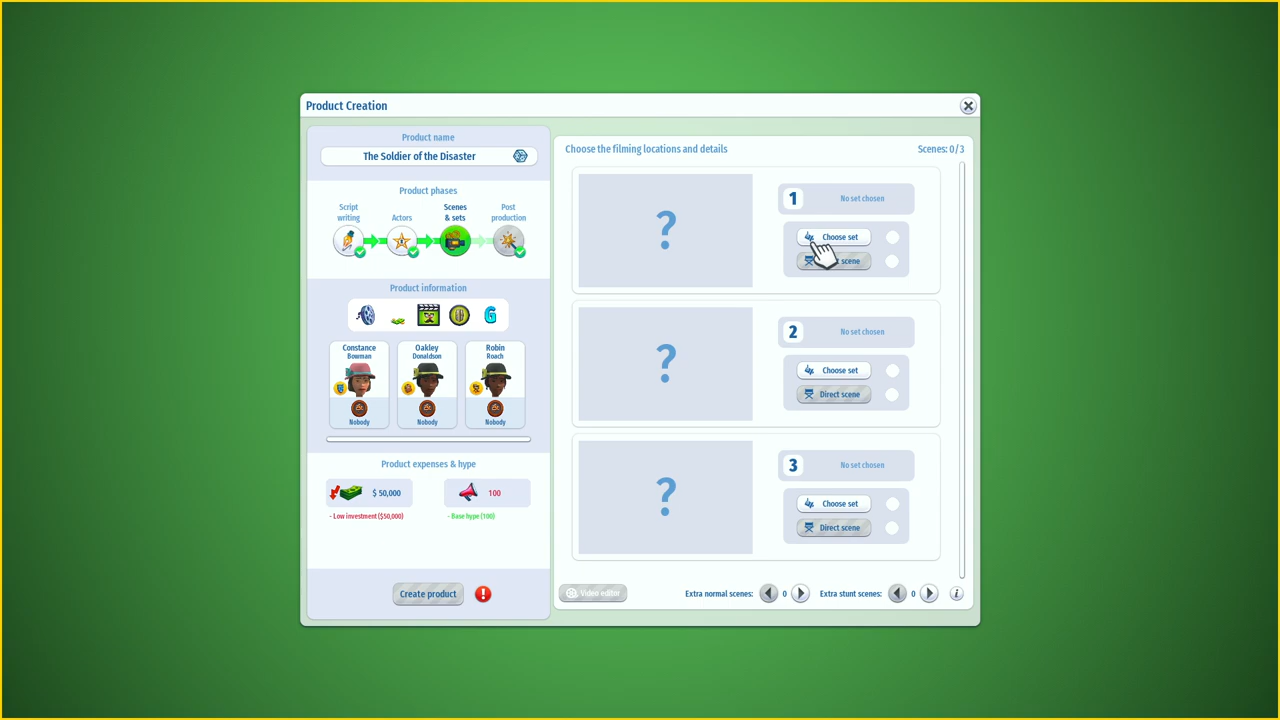 Product Creation
Product name
The Soldier of the Disaster
Product phases
Script writing
Actors
Scenes & sets
Post production
Product information
G
Constance Bowman
Oakley Donaldson
Robin Roach
Nobody
Nobody
Nobody
Product expenses & hype
$ 50,000
100
- Low investment ($50,000)
- Base hype (100)
Create product
!
Choose the filming locations and details
Scenes: 0/3
?
1
No set chosen
Choose set
scene
?
2
No set chosen
Choose set
Direct scene
?
3
No set chosen
Choose set
Direct scene
Video editor
Extra normal scenes:
0
Extra stunt scenes:
0
i